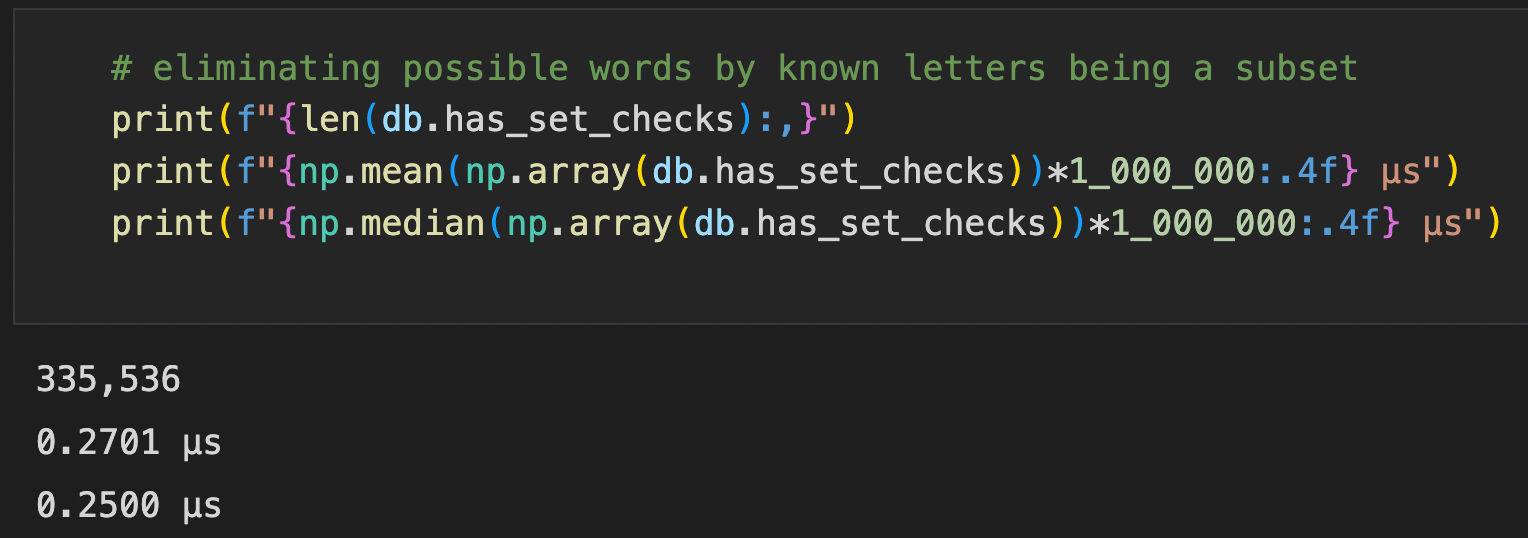 # eliminating possible words by known letters being a subset
print(f"{len(db.has_set_checks):,}")
print(f"{np.mean(np.array(db.has_set_checks))*1_000_000:.4f} µs")
print(f"{np.median(np.array(db.has_set_checks))*1_000_000:.4f} µs")
335,536
0.2701 µs
0.2500 µs